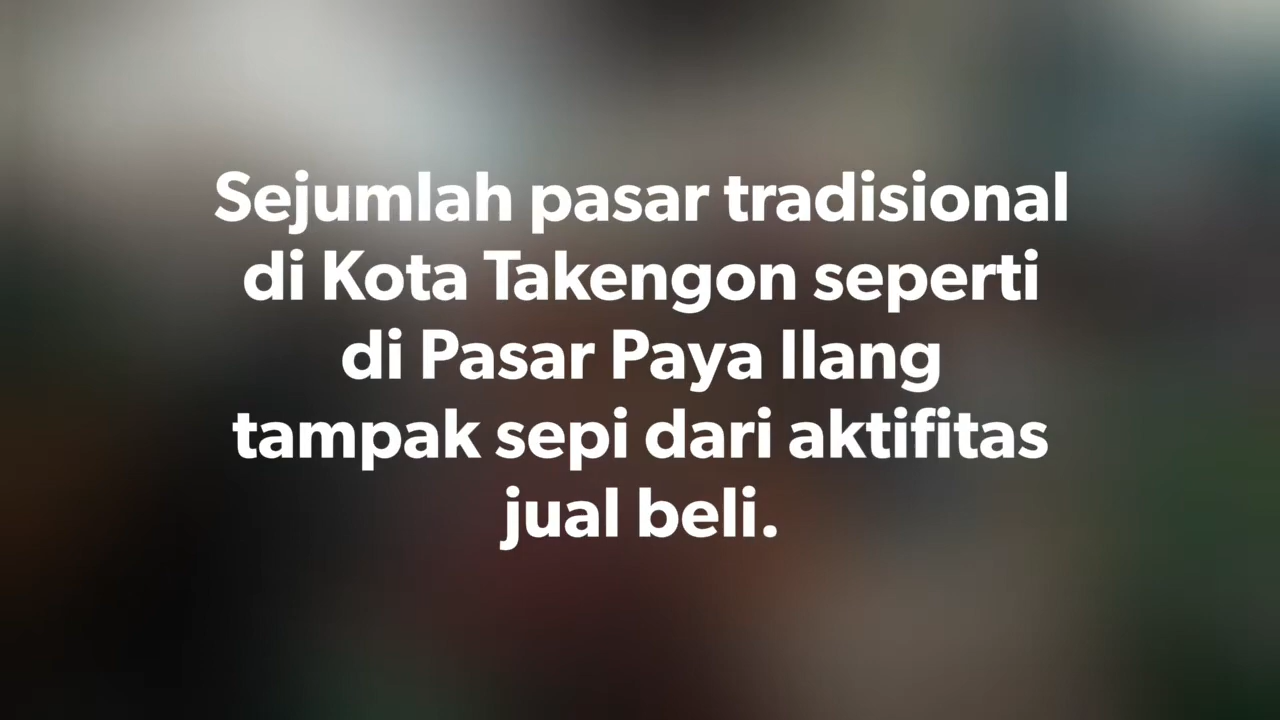 Sejumlah pasar tradisional
di Kota Takengon seperti
di Pasar Paya Ilang
tampak sepi dari aktifitas
jual beli.